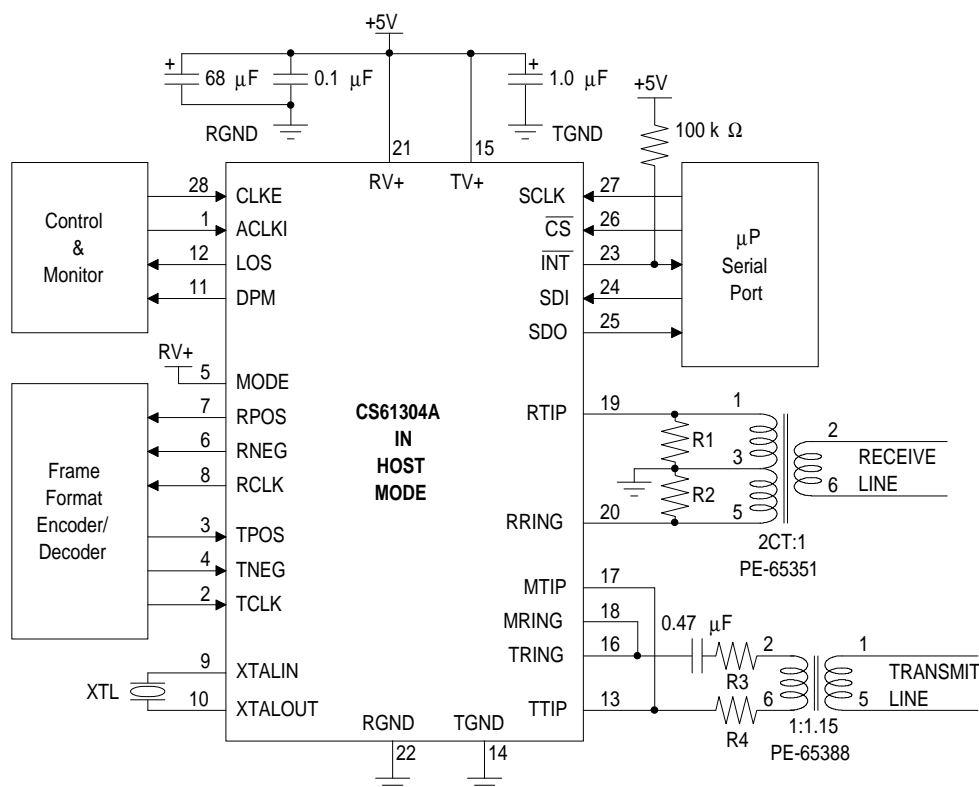 +5V
+
68 µF
0.1 µF
+
1.0 µF
+5V
RGND
TGND
100 k Ω
21
15
RV+
TV+
Control
&
Monitor
28
CLKE
1
ACLKI
12
LOS
11
DPM
SCLK
27
CS
26
INT
23
SDI
24
SDO
25
µP
Serial
Port
RV+
5
MODE
7
RPOS
6
RNEG
8
RCLK
3
TPOS
4
TNEG
2
TCLK
Frame
Format
Encoder/
Decoder
CS61304A
IN
HOST
MODE
RTIP
19
R1
R2
RRING
20
1
3
5
2
6
RECEIVE
LINE
2CT:1
PE-65351
MTIP
17
MRING
18
TRING
16
TTIP
13
0.47 µF
R3
R4
2
6
1
5
TRANSMIT
LINE
1:1.15
PE-65388
XTL
9
XTALIN
10
XTALOUT
RGND
TGND
22
14